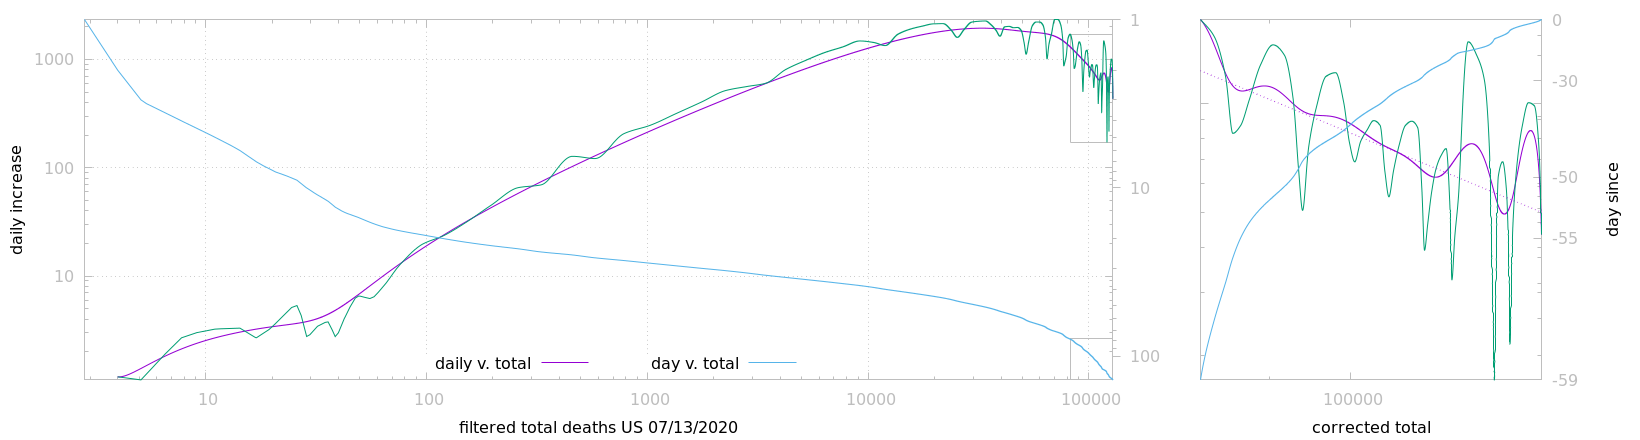 daily increase
1000
100
10
10
100
1000
10000
100000
1
10
100
daily v. total
day v. total
filtered total deaths US 07/13/2020
0
-30
-50
-55
-59
100000
day since
corrected total